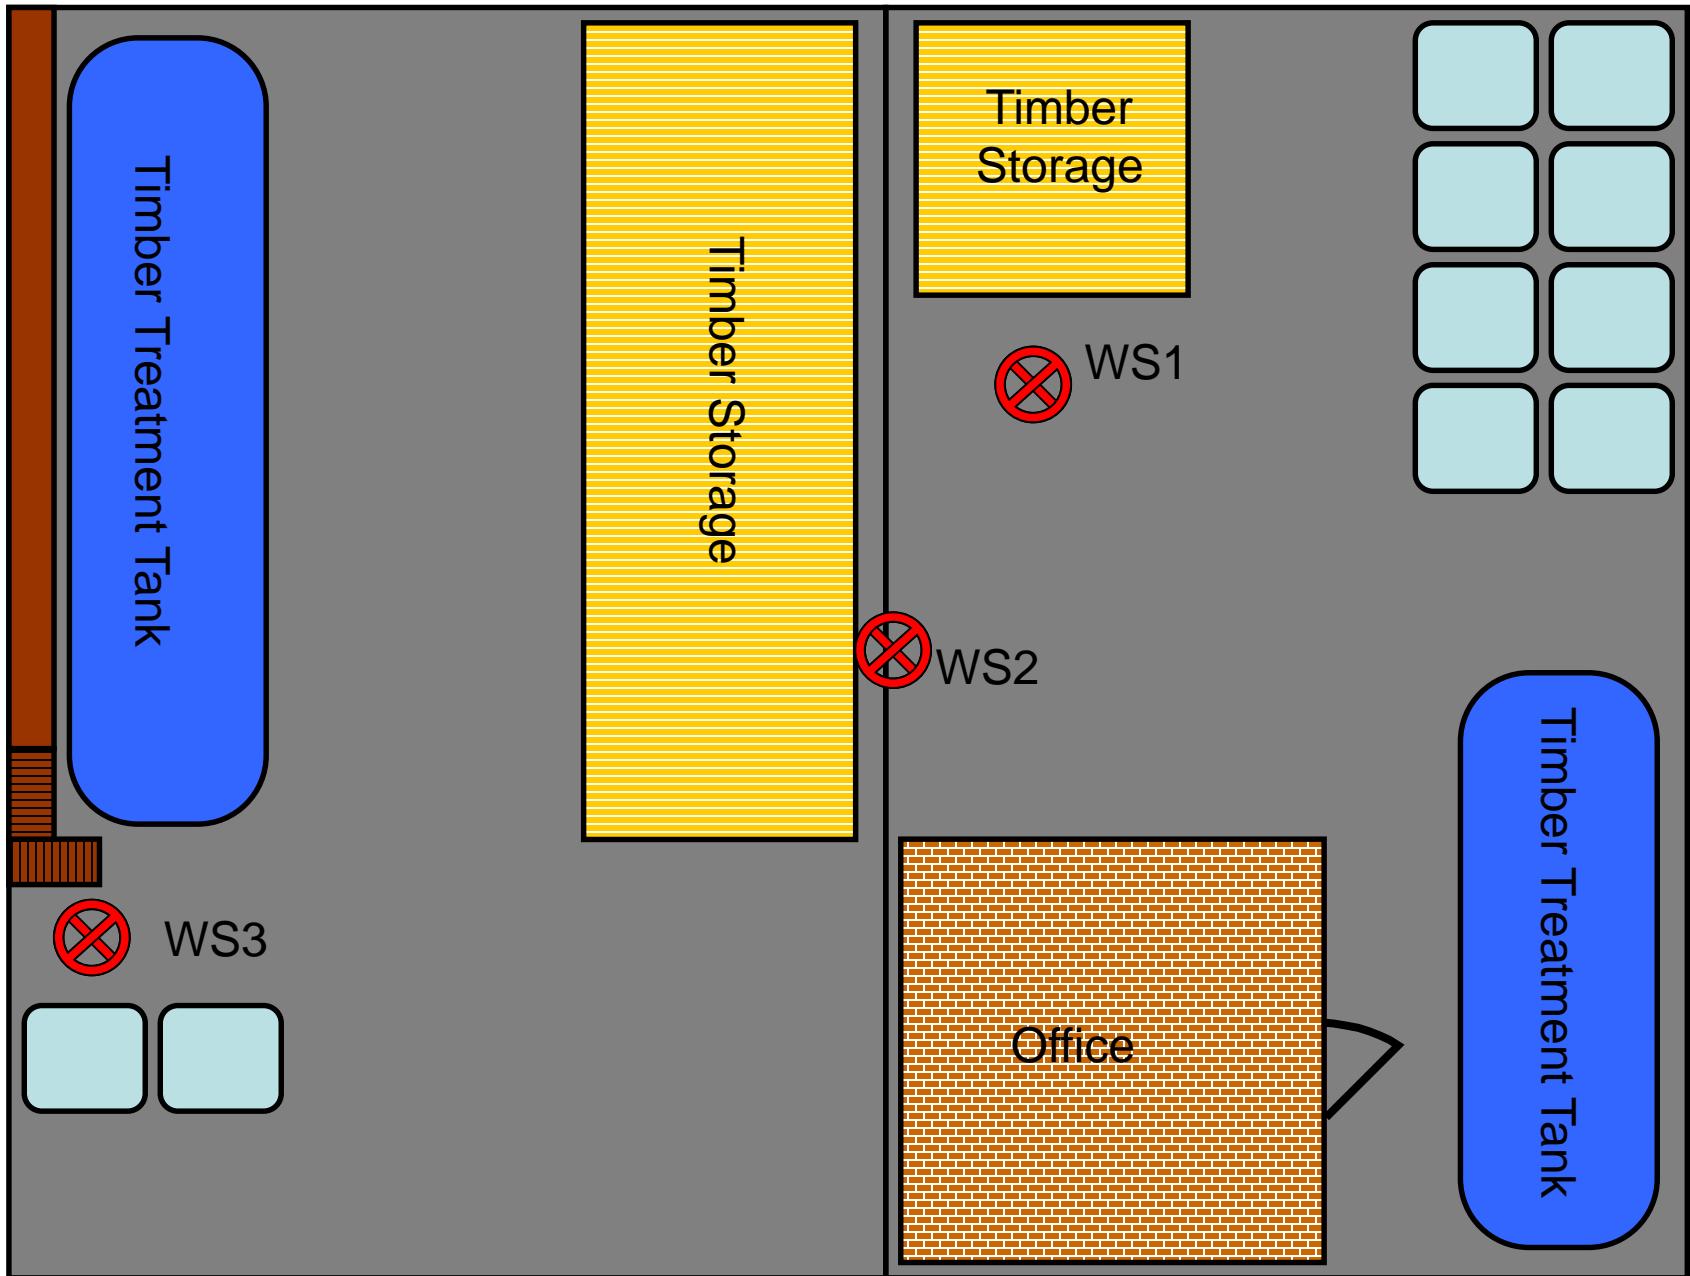 Timber Treatment Tank
Timber Storage
Timber
Storage
WS1
WS2
WS3
Office
Timber Treatment Tank